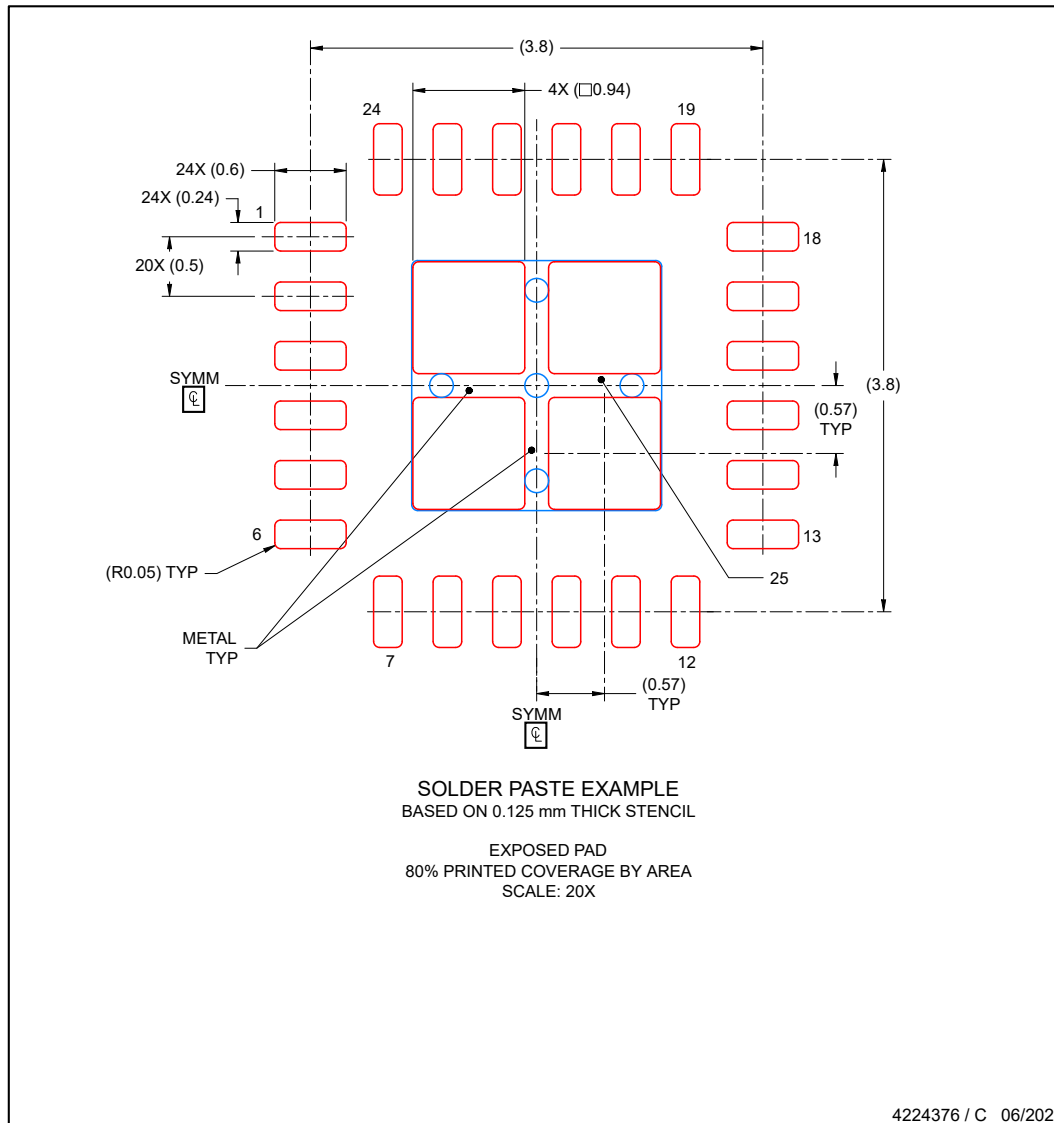 (3.8)
4X (□0.94)
24
19
24X (0.6)
24X (0.24)
1
18
20X (0.5)
SYMM
℄
(0.57)
TYP
(3.8)
6
13
(R0.05) TYP
25
METAL
TYP
7
12
(0.57)
TYP
SYMM
℄
SOLDER PASTE EXAMPLE
BASED ON 0.125 mm THICK STENCIL
EXPOSED PAD
80% PRINTED COVERAGE BY AREA
SCALE: 20X
4224376 / C 06/202